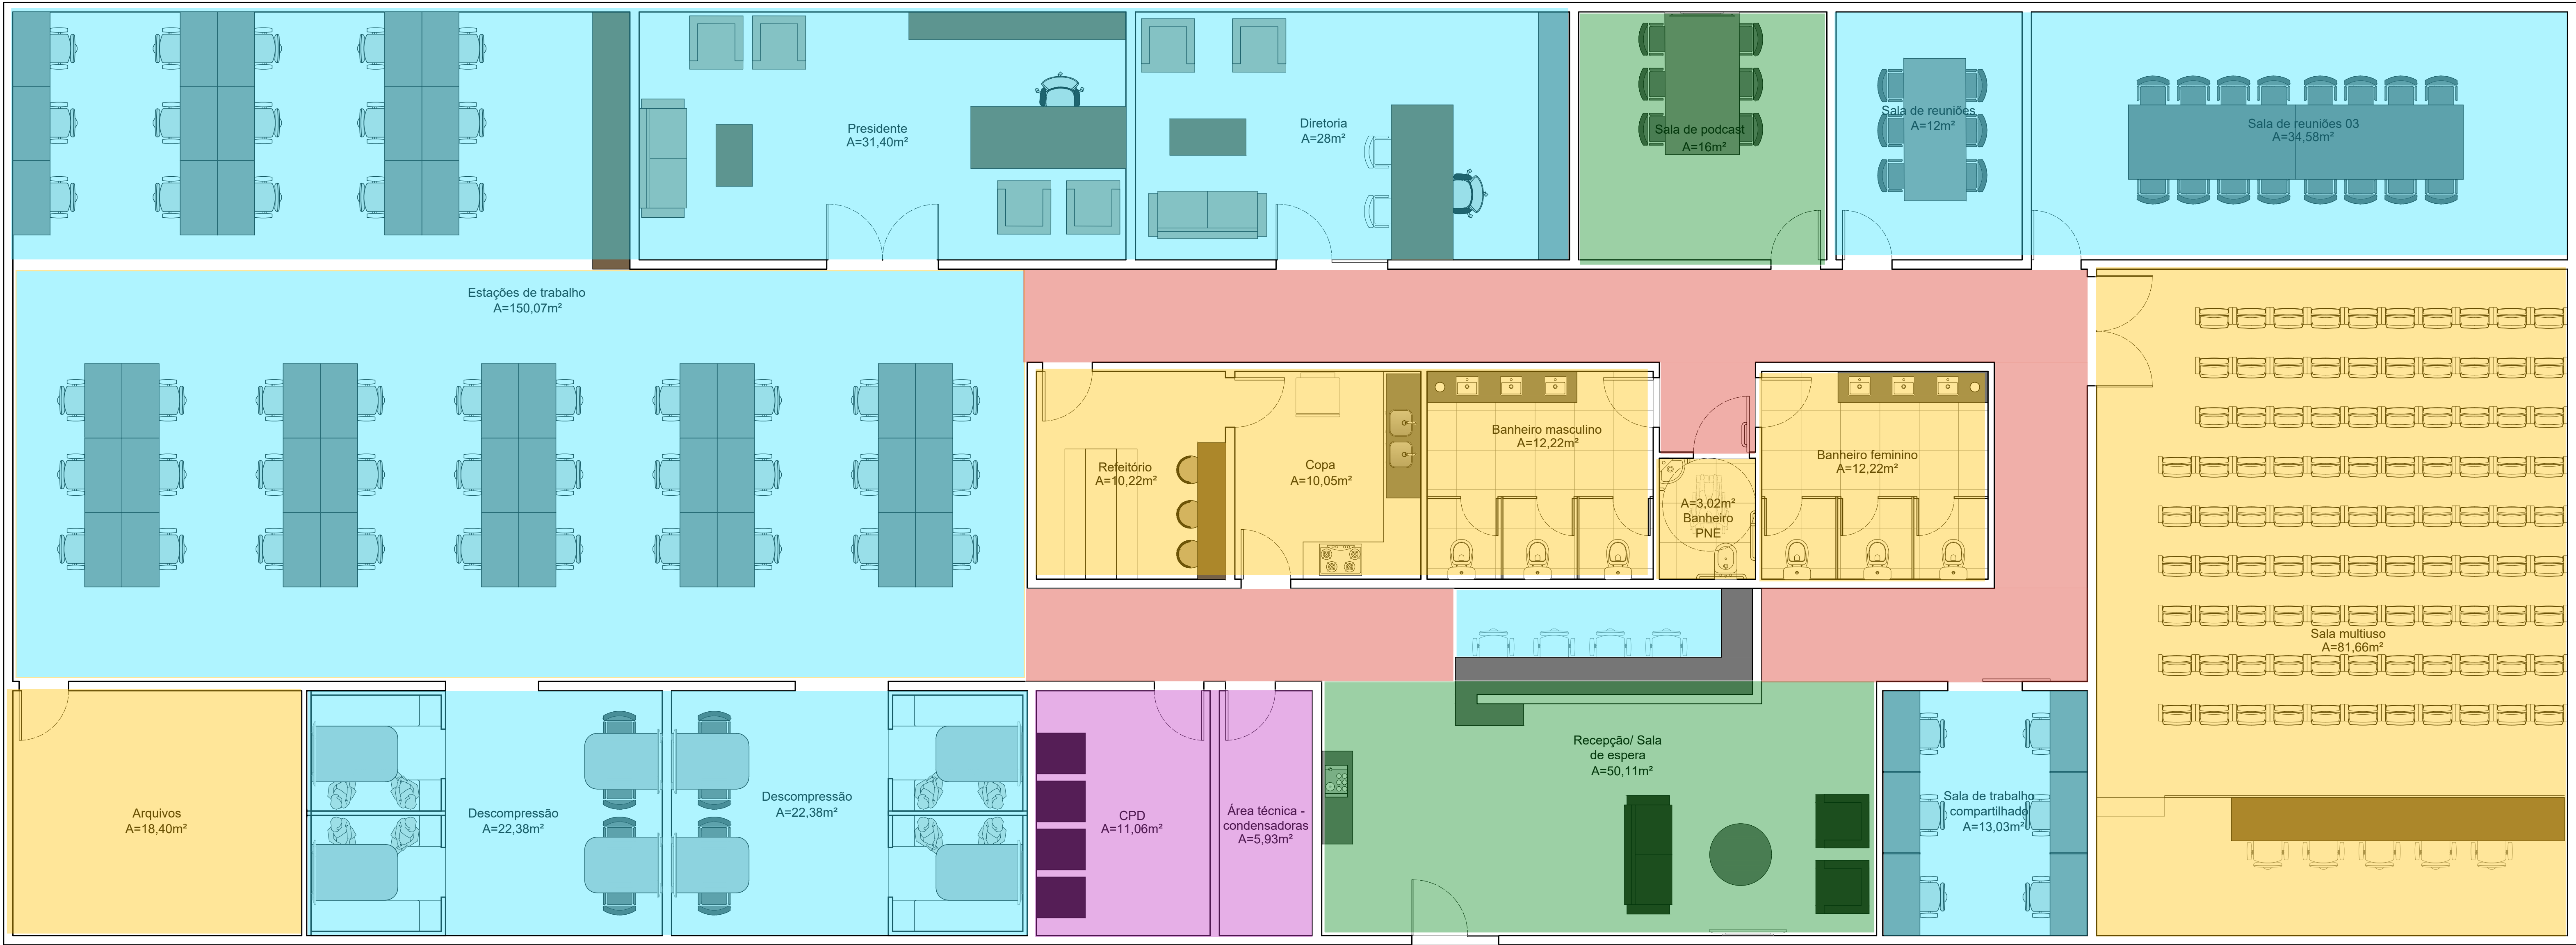 Presidente
A=31,40m²
Diretoria
A=28m²
Sala de podcast
A=16m²
Sala de reuniões
A=12m²
Sala de reuniões 03
A=34,58m²
Estações de trabalho
A=150,07m²
Refeitório
A=10,22m²
Copa
A=10,05m²
Banheiro masculino
A=12,22m²
A=3,02m²
Banheiro
PNE
Banheiro feminino
A=12,22m²
Sala multiuso
A=81,66m²
Arquivos
A=18,40m²
Descompressão
A=22,38m²
Descompressão
A=22,38m²
CPD
A=11,06m²
Área técnica -
condensadoras
A=5,93m²
Recepção/ Sala
de espera
A=50,11m²
Sala de trabalho
compartilhado
A=13,03m²